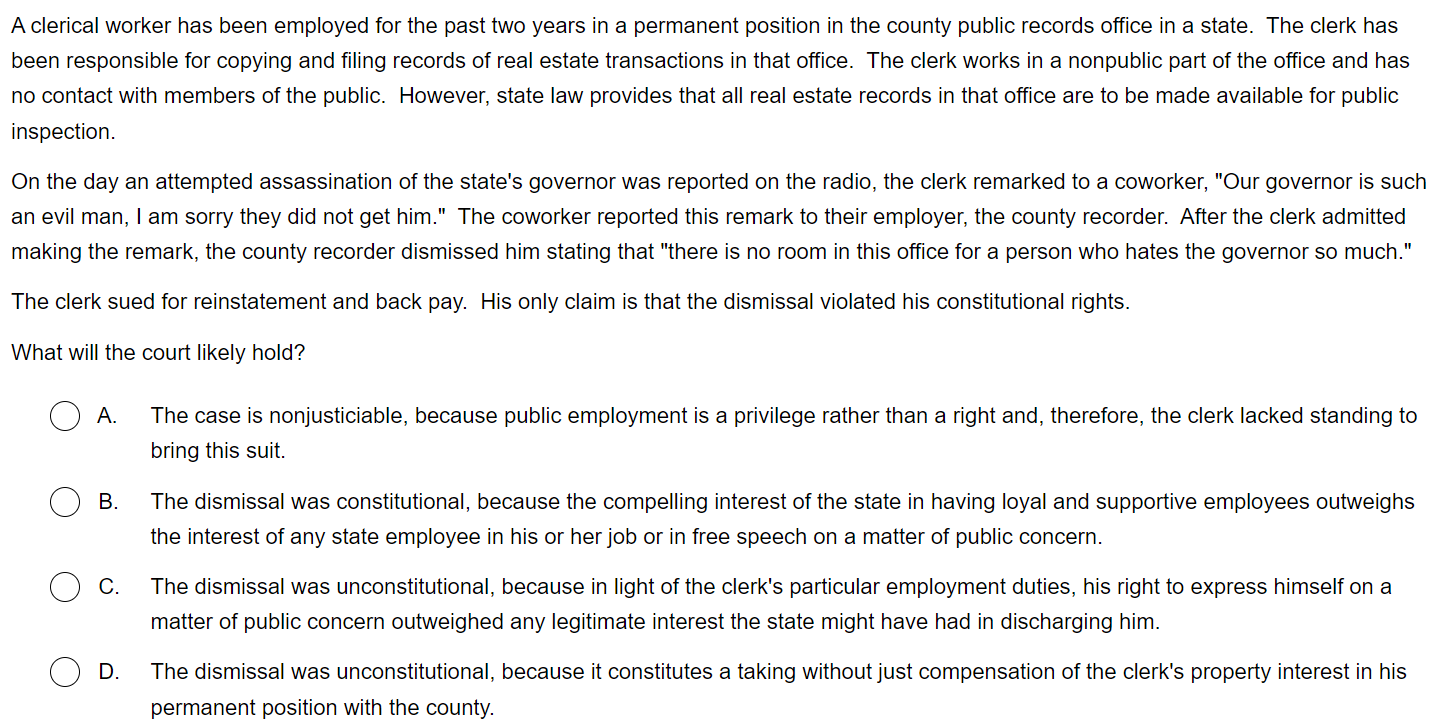 A clerical worker has been employed for the past two years in a permanent position in the county public records office in a state.  The clerk has
been responsible for copying and filing records of real estate transactions in that office.  The clerk works in a nonpublic part of the office and has
no contact with members of the public.  However, state law provides that all real estate records in that office are to be made available for public
inspection.
On the day an attempted assassination of the state's governor was reported on the radio, the clerk remarked to a coworker, "Our governor is such
an evil man, I am sorry they did not get him."  The coworker reported this remark to their employer, the county recorder.  After the clerk admitted
making the remark, the county recorder dismissed him stating that "there is no room in this office for a person who hates the governor so much."
The clerk sued for reinstatement and back pay.  His only claim is that the dismissal violated his constitutional rights.
What will the court likely hold?
A. The case is nonjusticiable, because public employment is a privilege rather than a right and, therefore, the clerk lacked standing to
bring this suit.
B. The dismissal was constitutional, because the compelling interest of the state in having loyal and supportive employees outweighs
the interest of any state employee in his or her job or in free speech on a matter of public concern.
C. The dismissal was unconstitutional, because in light of the clerk's particular employment duties, his right to express himself on a
matter of public concern outweighed any legitimate interest the state might have had in discharging him.
D. The dismissal was unconstitutional, because it constitutes a taking without just compensation of the clerk's property interest in his
permanent position with the county.